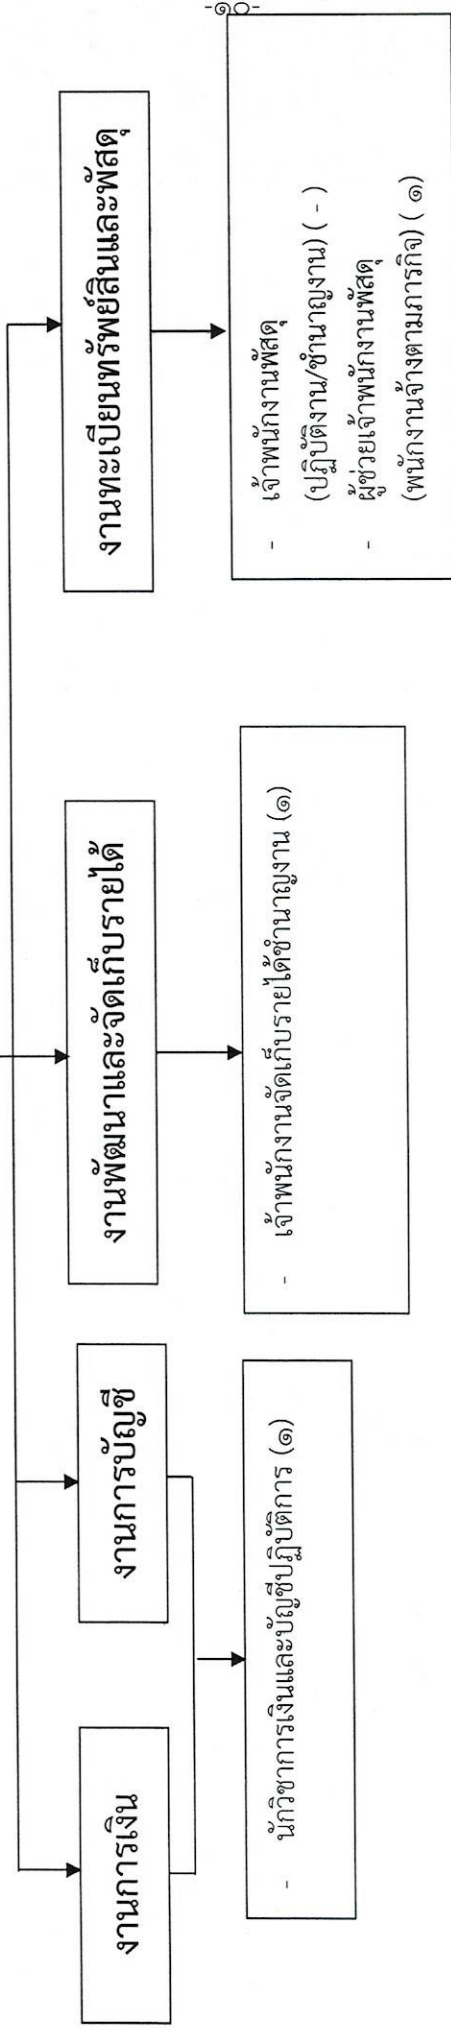 -๑๐-
งานการเงิน
งานการบัญชี
งานพัฒนาและจัดเก็บรายได้
งานทะเบียนทรัพย์สินและพัสดุ
- นักวิชาการเงินและบัญชีปฏิบัติการ (๑)
- เจ้าพนักงานจัดเก็บรายได้ชำนาญงาน (๑)
- เจ้าพนักงานพัสดุ
(ปฏิบัติงาน/ชำนาญงาน) ( - )
- ผู้ช่วยเจ้าพนักงานพัสดุ
(พนักงานจ้างตามภารกิจ) ( ๑)